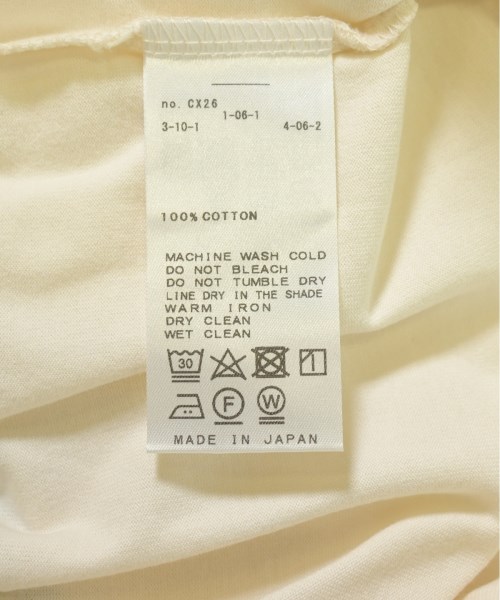 no. CX26
1-06-1
3-10-1 4-06-2
100% COTTON
MACHINE WASH COLD
DO NOT BLEACH
DO NOT TUMBLE DRY
LINE DRY IN THE SHADE
WARM IRON
DRY CLEAN
WET CLEAN
30
F W
MADE IN JAPAN